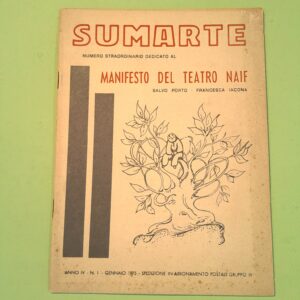 SUMARTE
NUMERO STRAORDINARIO DEDICATO AL
MANIFESTO DEL TEATRO NAIF
SALVO PORTO - FRANCESCA IACONA
ANNO IV - N. 1 - GENNAIO 1975 - SPEDIZIONE IN ABBONAMENTO POSTALE GRUPPO III